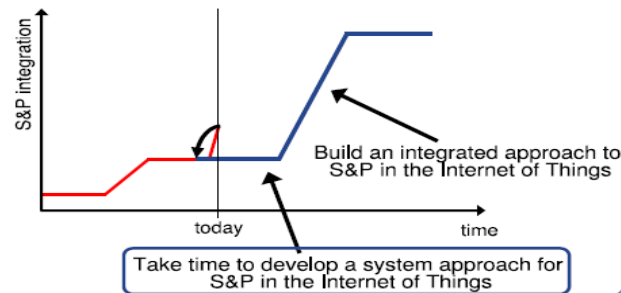 S&P integration
Build an integrated approach to
S&P in the Internet of Things
today
time
Take time to develop a system approach for
S&P in the Internet of Things